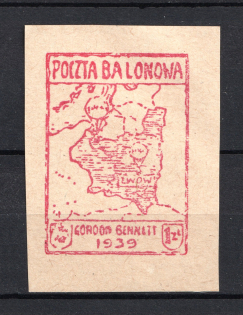 POCZTA BALONOWA
LWÓW
GORDON BENNETT
1939
1 ZŁ